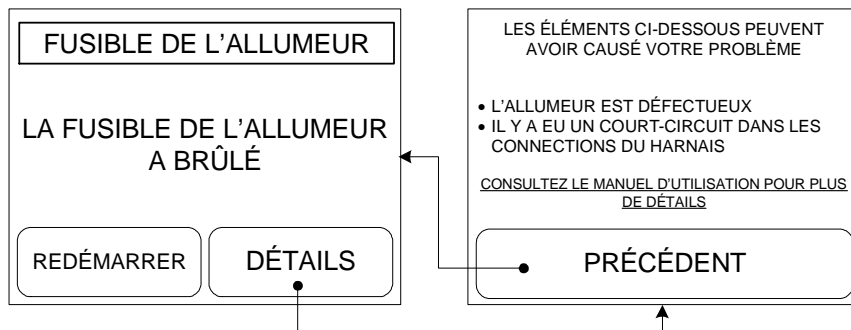 FUSIBLE DE L'ALLUMEUR
LA FUSIBLE DE L'ALLUMEUR
A BRÛLÉ
REDÉMARRER
DÉTAILS
LES ÉLÉMENTS CI-DESSOUS PEUVENT
AVOIR CAUSÉ VOTRE PROBLÈME
• L'ALLUMEUR EST DÉFECTUEUX
• IL Y A EU UN COURT-CIRCUIT DANS LES
CONNECTIONS DU HARNAIS
CONSULTEZ LE MANUEL D'UTILISATION POUR PLUS
DE DÉTAILS
PRÉCÉDENT